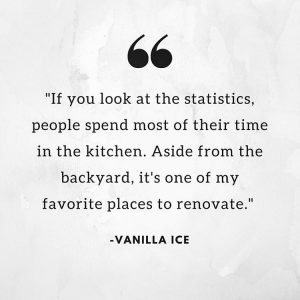 "If you look at the statistics,
people spend most of their time
in the kitchen. Aside from the
backyard, it's one of my
favorite places to renovate."
-VANILLA ICE